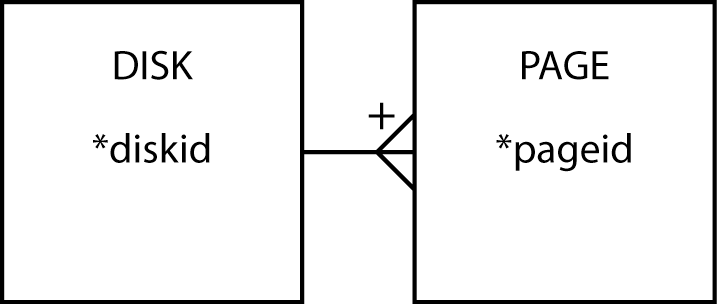 DISK
*diskid
+
PAGE
*pageid